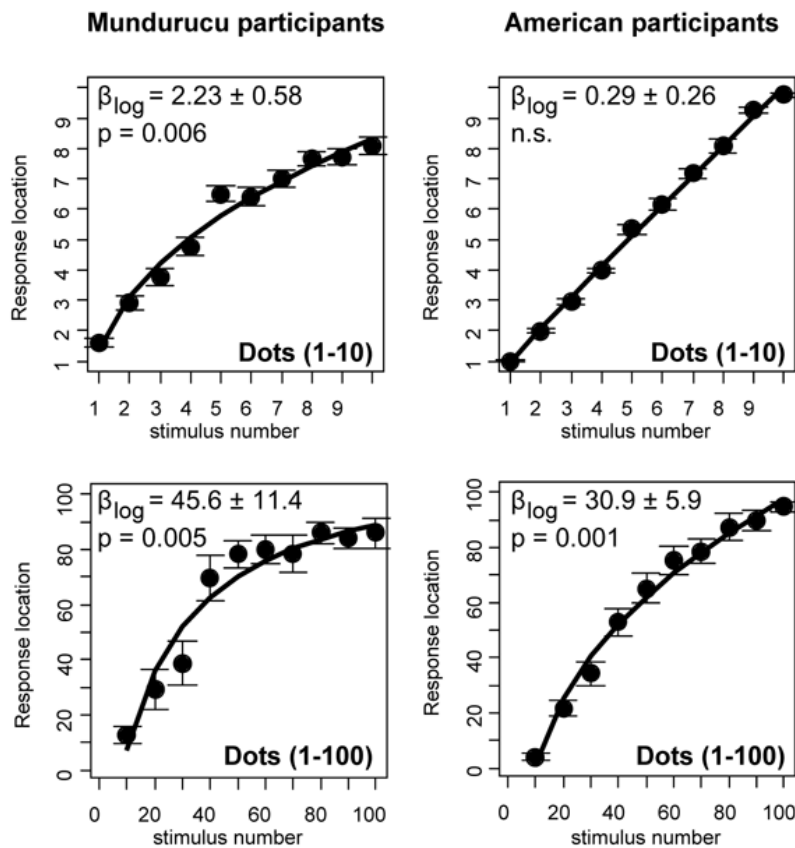 Mundurucu participants
American participants
β_log = 2.23 ± 0.58
p = 0.006
Response location
1 2 3 4 5 6 7 8 9
Dots (1-10)
1 2 3 4 5 6 7 8 9
stimulus number
β_log = 0.29 ± 0.26
n.s.
Response location
1 2 3 4 5 6 7 8 9
Dots (1-10)
1 2 3 4 5 6 7 8 9
stimulus number
β_log = 45.6 ± 11.4
p = 0.005
Response location
0 20 40 60 80 100
Dots (1-100)
0 20 40 60 80 100
stimulus number
β_log = 30.9 ± 5.9
p = 0.001
Response location
0 20 40 60 80 100
Dots (1-100)
0 20 40 60 80 100
stimulus number